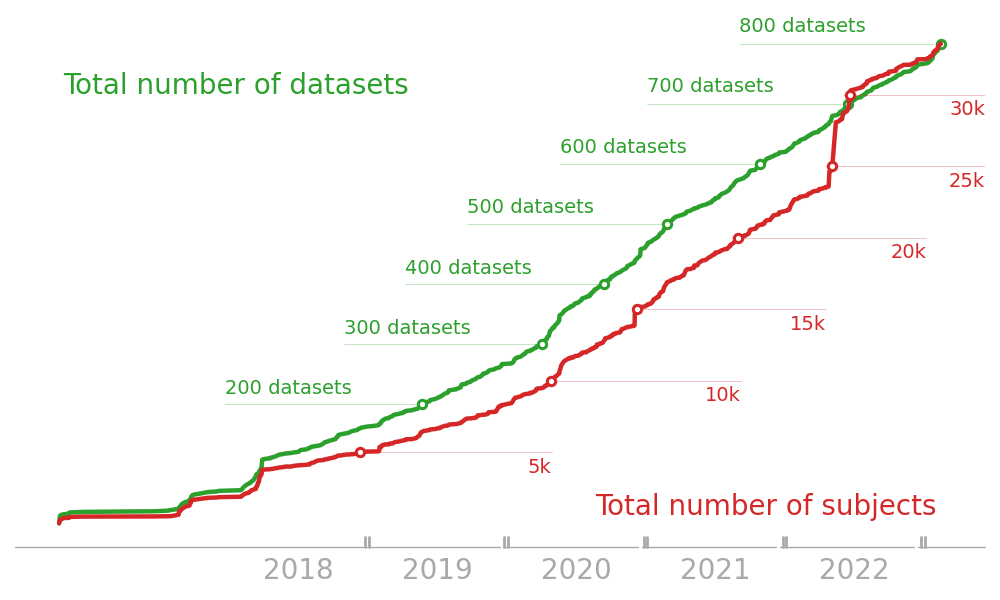 800 datasets
Total number of datasets
700 datasets
30k
600 datasets
25k
500 datasets
20k
400 datasets
300 datasets
15k
200 datasets
10k
5k
Total number of subjects
2018 2019 2020 2021 2022